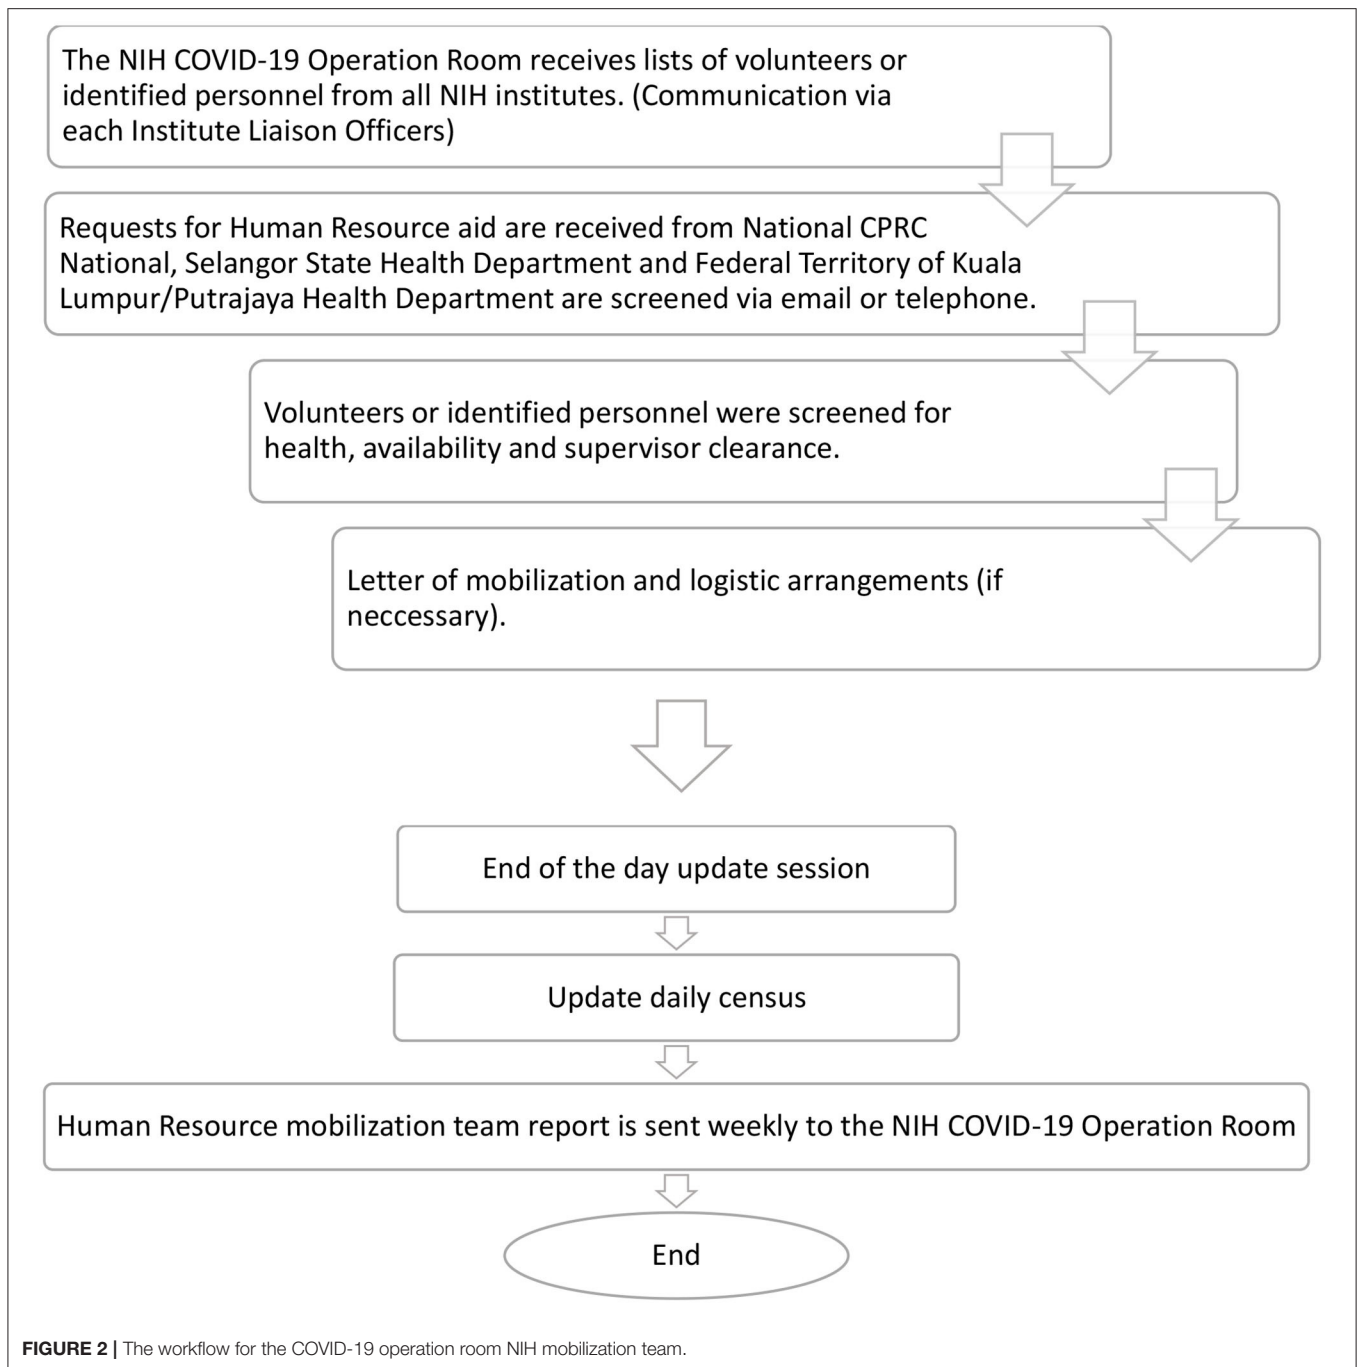 The NIH COVID-19 Operation Room receives lists of volunteers or
identified personnel from all NIH institutes. (Communication via
each Institute Liaison Officers)
Requests for Human Resource aid are received from National CPRC
National, Selangor State Health Department and Federal Territory of Kuala
Lumpur/Putrajaya Health Department are screened via email or telephone.
Volunteers or identified personnel were screened for
health, availability and supervisor clearance.
Letter of mobilization and logistic arrangements (if
neccessary).
End of the day update session
Update daily census
Human Resource mobilization team report is sent weekly to the NIH COVID-19 Operation Room
End
FIGURE 2 | The workflow for the COVID-19 operation room NIH mobilization team.